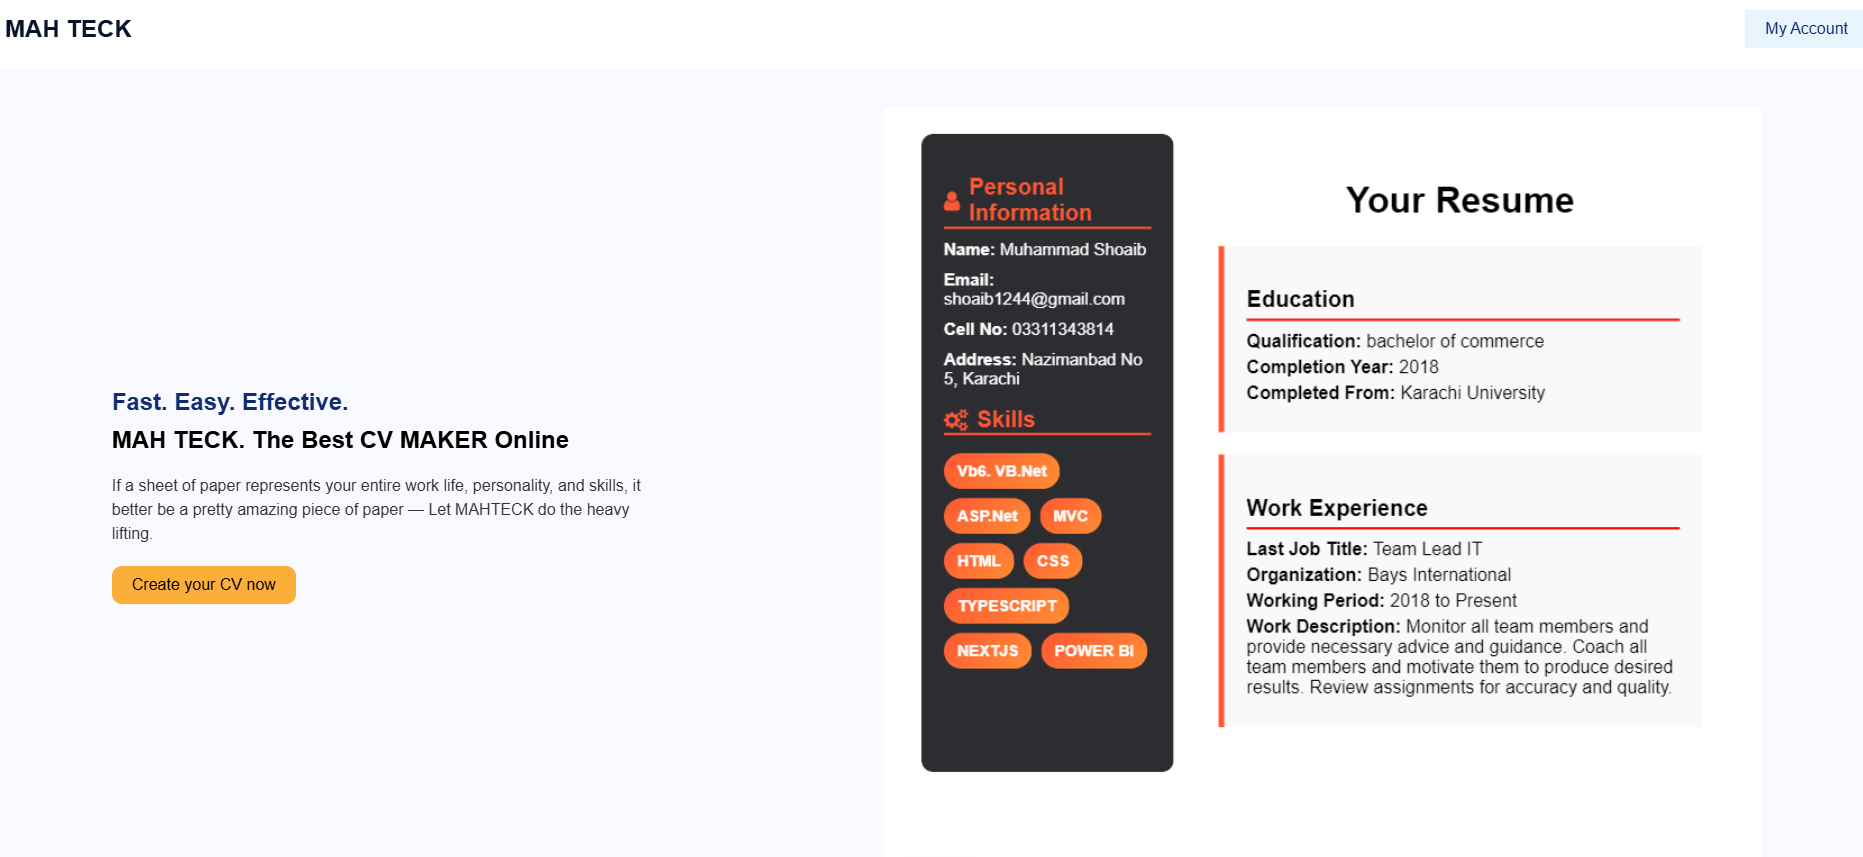 MAH TECK
My Account
Fast. Easy. Effective.
MAH TECK. The Best CV MAKER Online
If a sheet of paper represents your entire work life, personality, and skills, it
better be a pretty amazing piece of paper — Let MAHTECK do the heavy
lifting.
Create your CV now
Personal
Information
Name: Muhammad Shoaib
Email:
shoaib1244@gmail.com
Cell No: 03311343814
Address: Nazimanbad No
5, Karachi
Skills
Vb6. VB.Net
ASP.Net MVC
HTML CSS
TYPESCRIPT
NEXTJS POWER BI
Your Resume
Education
Qualification: bachelor of commerce
Completion Year: 2018
Completed From: Karachi University
Work Experience
Last Job Title: Team Lead IT
Organization: Bays International
Working Period: 2018 to Present
Work Description: Monitor all team members and
provide necessary advice and guidance. Coach all
team members and motivate them to produce desired
results. Review assignments for accuracy and quality.